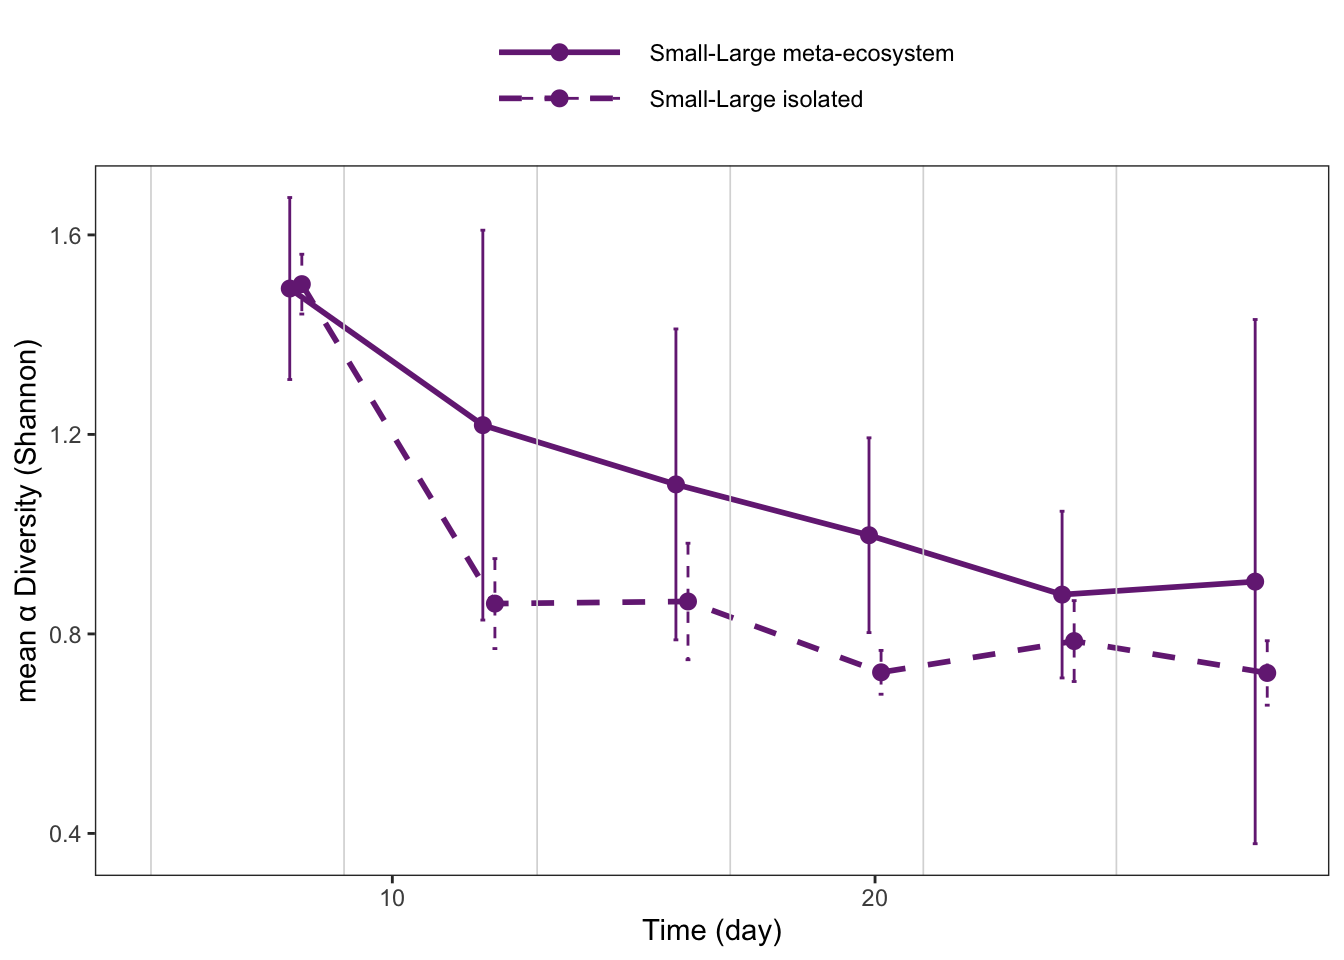 Small-Large meta-ecosystem
Small-Large isolated
mean α Diversity (Shannon)
1.6
1.2
0.8
0.4
10
20
Time (day)